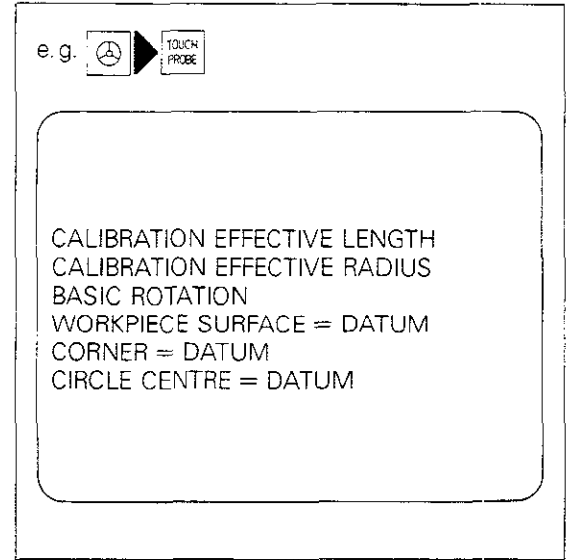 e.g. TOUCH PROBE
CALIBRATION EFFECTIVE LENGTH
CALIBRATION EFFECTIVE RADIUS
BASIC ROTATION
WORKPIECE SURFACE = DATUM
CORNER = DATUM
CIRCLE CENTRE = DATUM